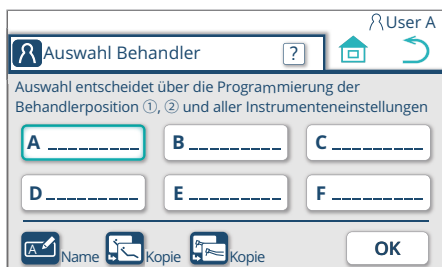 User A
Auswahl Behandler ?
Auswahl entscheidet über die Programmierung der
Behandlerposition ①, ② und aller Instrumenteneinstellungen
A _________ B _________ C _________
D _________ E _________ F _________
A Name Kopie Kopie OK